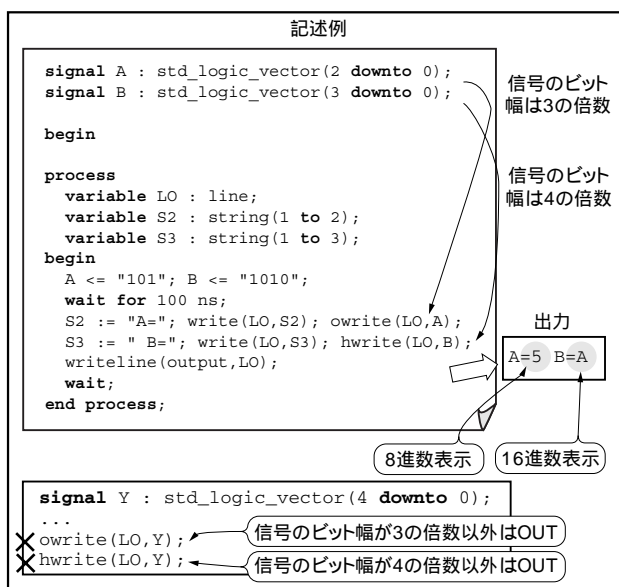 記述例
signal A : std_logic_vector(2 downto 0);
signal B : std_logic_vector(3 downto 0);
信号のビット
幅は3の倍数
begin
process
信号のビット
幅は4の倍数
variable LO : line;
variable S2 : string(1 to 2);
variable S3 : string(1 to 3);
begin
A <= "101"; B <= "1010";
wait for 100 ns;
S2 := "A="; write(LO,S2); owrite(LO,A);
S3 := " B="; write(LO,S3); hwrite(LO,B);
writeline(output,LO);
wait;
end process;
出力
A=5 B=A
8進数表示
16進数表示
signal Y : std_logic_vector(4 downto 0);
...
owrite(LO,Y);
信号のビット幅が3の倍数以外はOUT
hwrite(LO,Y);
信号のビット幅が4の倍数以外はOUT